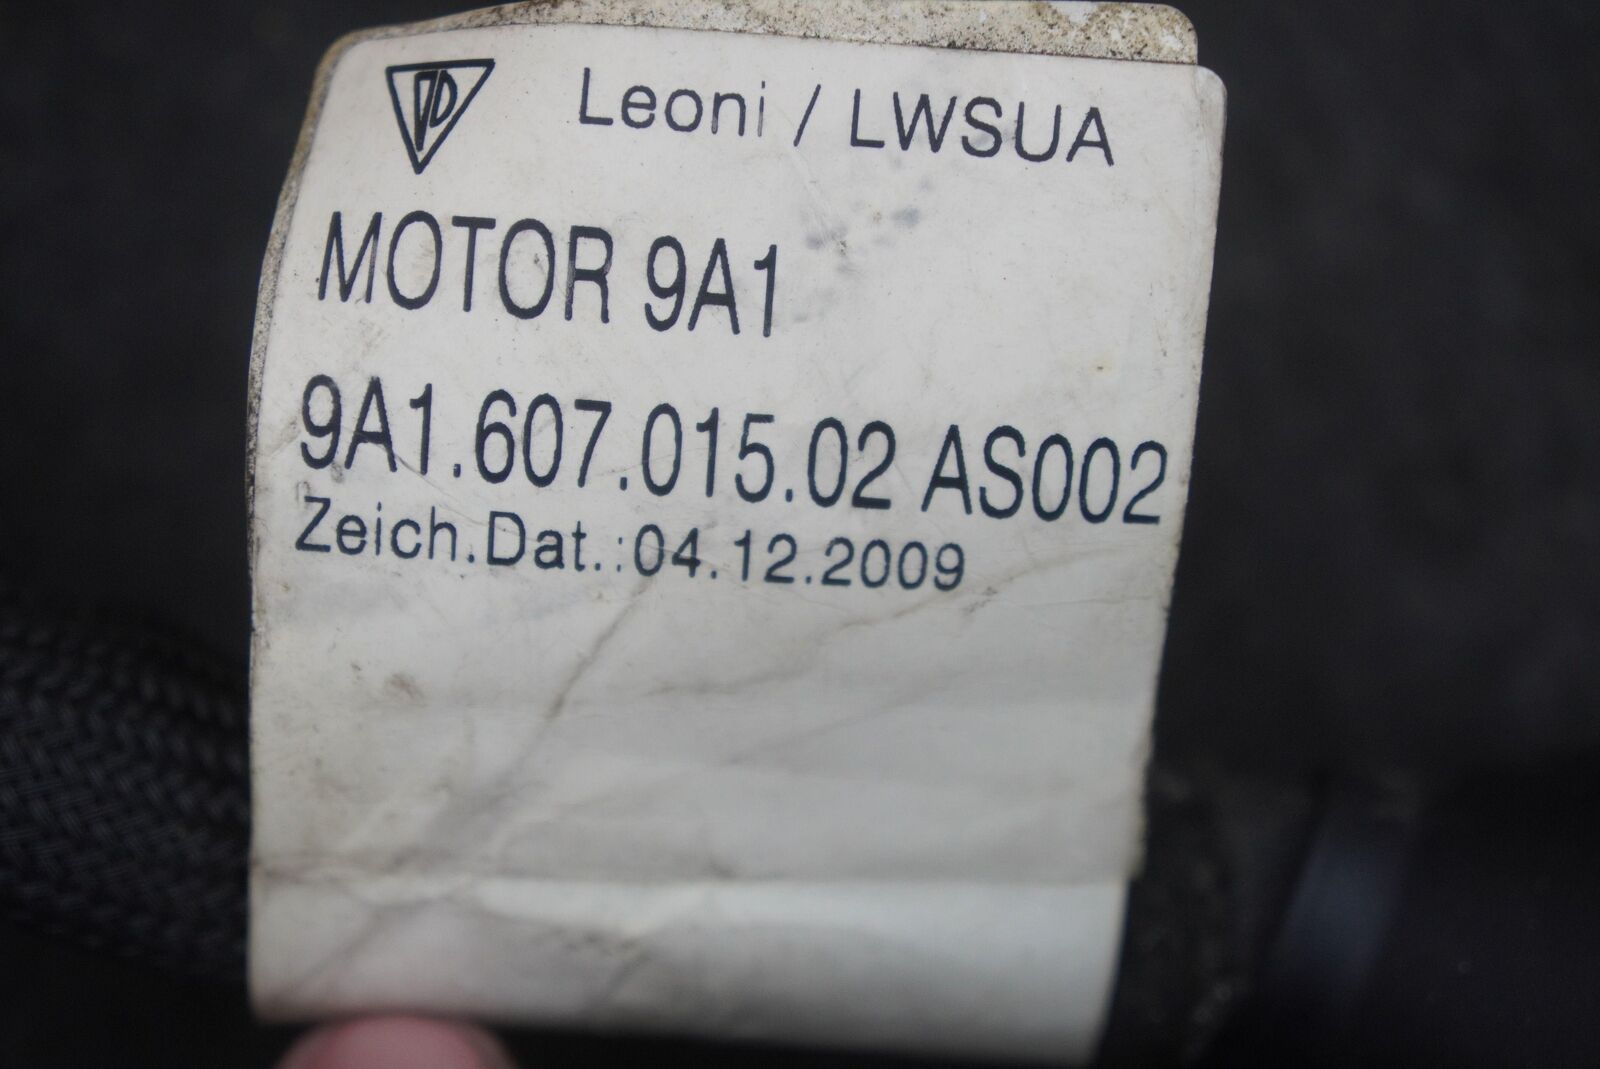 Leoni / LWSUA
MOTOR 9A1
9A1.607.015.02 AS002
Zeich.Dat.:04.12.2009